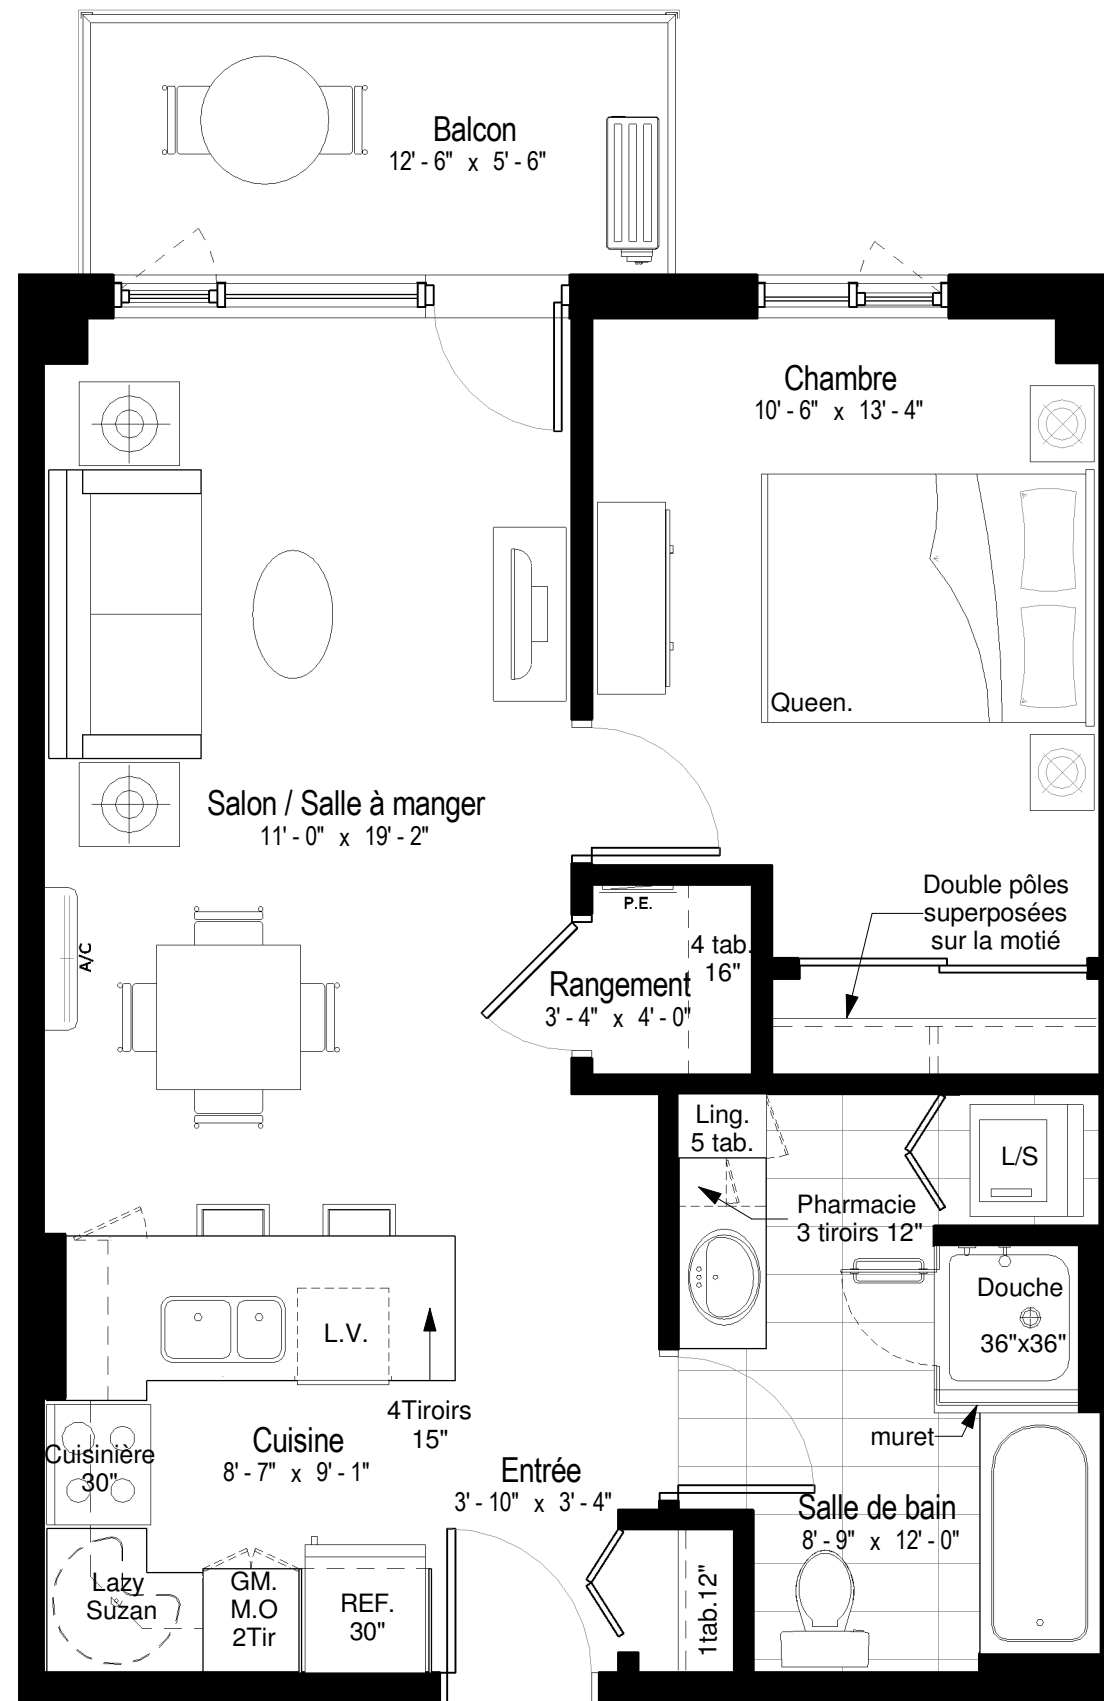 Balcon
12' - 6" x 5' - 6"
Chambre
10' - 6" x 13' - 4"
Queen.
Salon / Salle à manger
11' - 0" x 19' - 2"
Double pôles
superposées
sur la motié
P.E.
4 tab.
16"
A/C
Rangement
3' - 4" x 4' - 0"
Ling.
5 tab.
L/S
Pharmacie
3 tiroirs 12"
Douche
36"x36"
L.V.
4Tiroirs
15"
muret
Cuisinière
30"
Cuisine
8' - 7" x 9' - 1"
Entrée
3' - 10" x 3' - 4"
Salle de bain
8' - 9" x 12' - 0"
Lazy
Suzan
GM.
M.O
2Tir
REF.
30"
1tab.12"